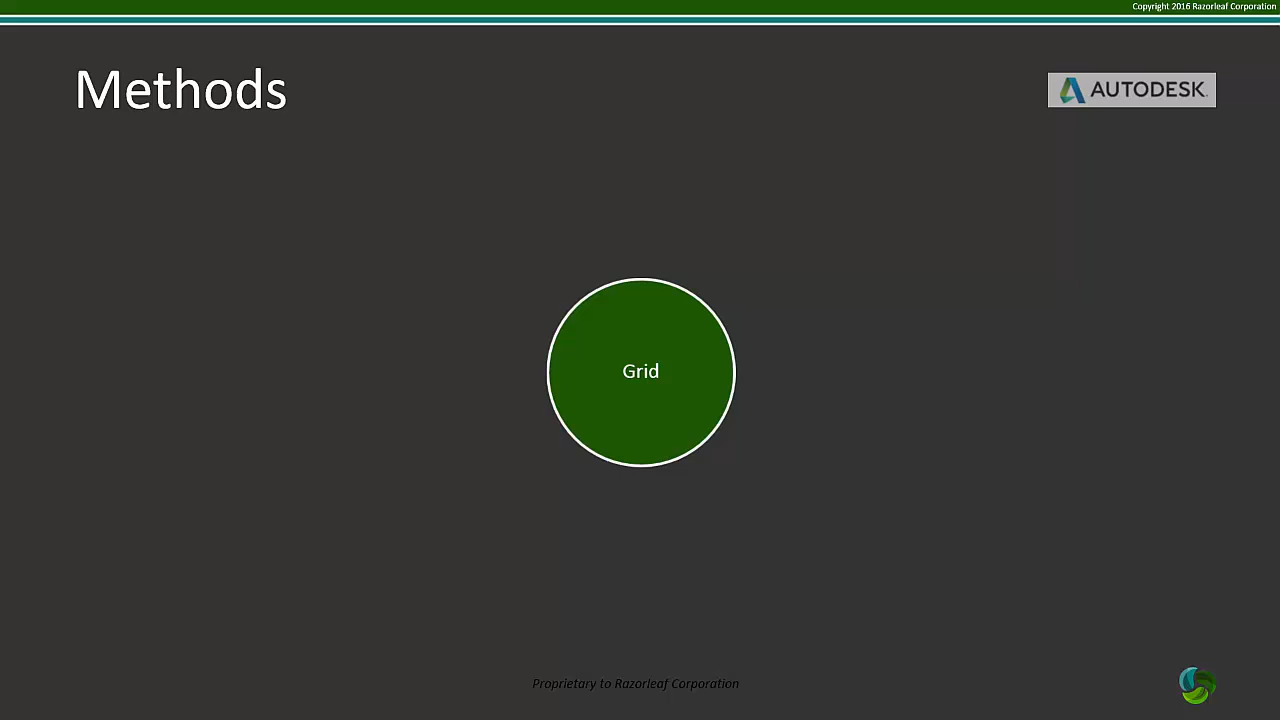 Copyright 2016 Razorleaf Corporation
Methods
AUTODESK.
Grid
Proprietary to Razorleaf Corporation